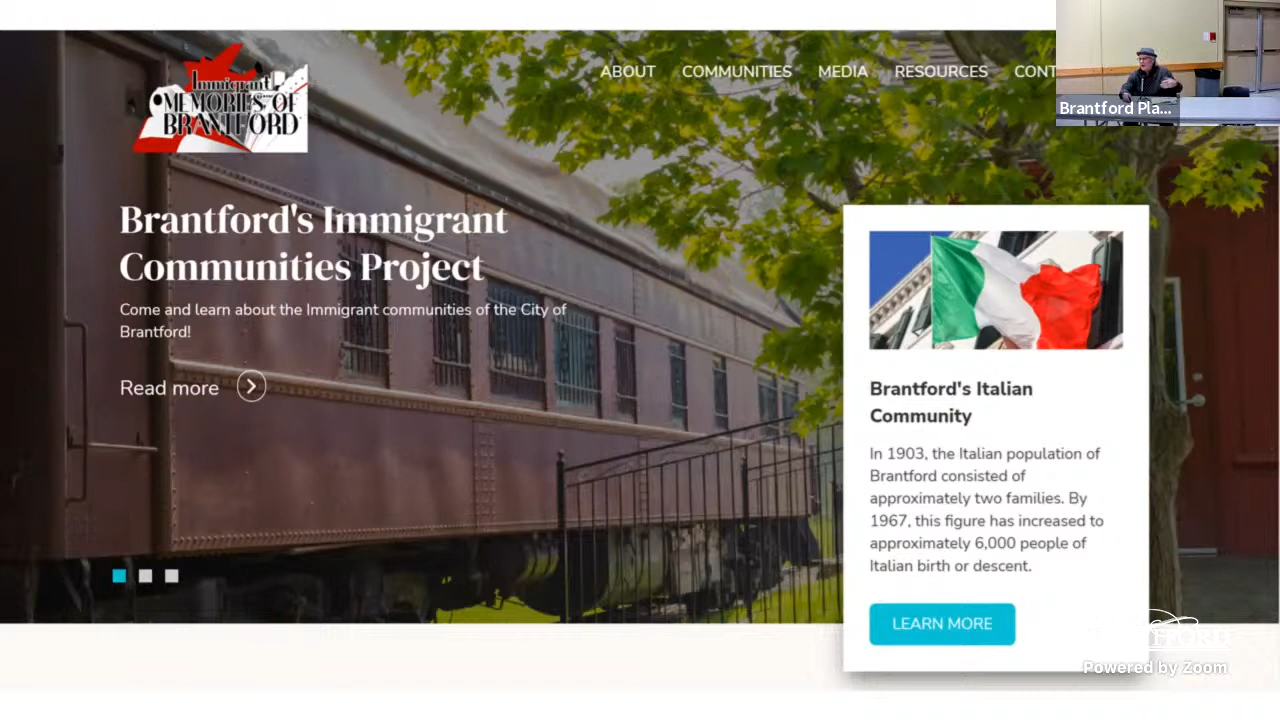 Immigrant
MEMORIES OF
BRANTFORD
ABOUT COMMUNITIES MEDIA RESOURCES CONT
Brantford Pla...
Brantford's Immigrant
Communities Project
Come and learn about the Immigrant communities of the City of
Brantford!
Read more
Brantford's Italian
Community
In 1903, the Italian population of
Brantford consisted of
approximately two families. By
1967, this figure has increased to
approximately 6,000 people of
Italian birth or descent.
LEARN MORE
Powered by Zoom